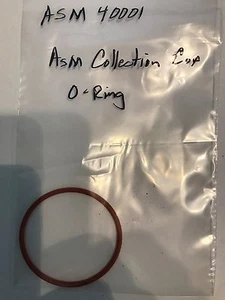 ASM 40001
ASM Collection Cup
O-Ring